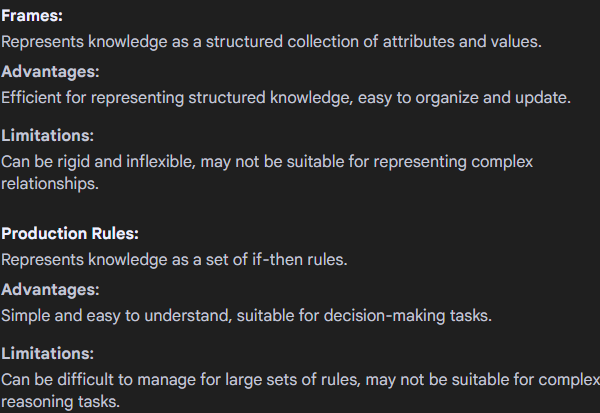 Frames:
Represents knowledge as a structured collection of attributes and values.
Advantages:
Efficient for representing structured knowledge, easy to organize and update.
Limitations:
Can be rigid and inflexible, may not be suitable for representing complex
relationships.
Production Rules:
Represents knowledge as a set of if-then rules.
Advantages:
Simple and easy to understand, suitable for decision-making tasks.
Limitations:
Can be difficult to manage for large sets of rules, may not be suitable for complex
reasoning tasks.